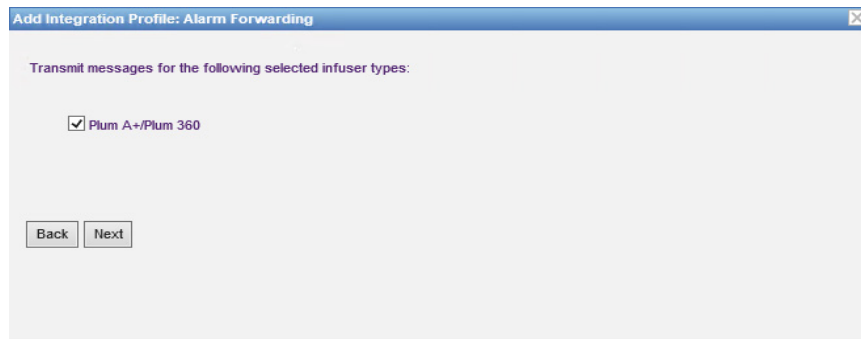 Add Integration Profile: Alarm Forwarding
Transmit messages for the following selected infuser types:
Plum A+/Plum 360
Back Next